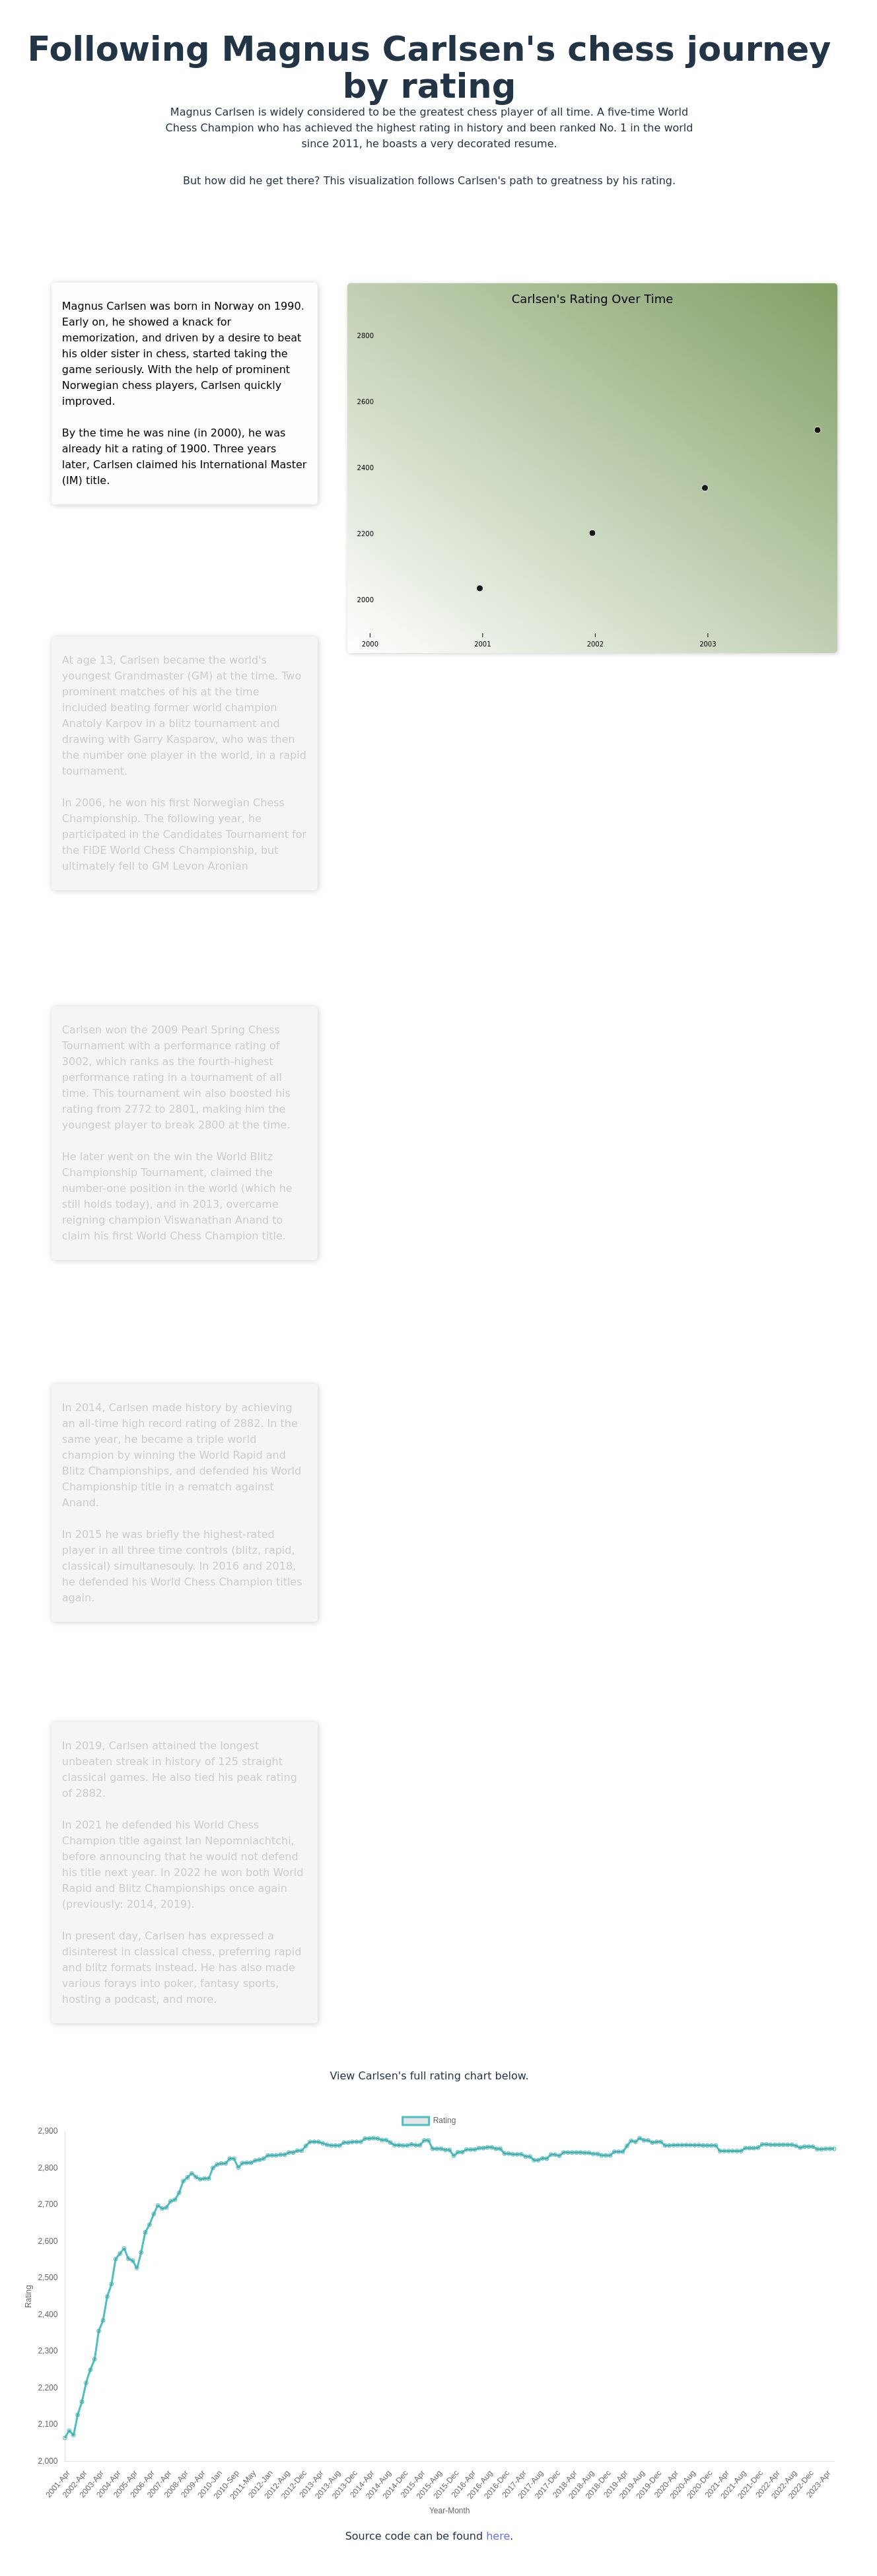 Following Magnus Carlsen's chess journey
by rating
Magnus Carlsen is widely considered to be the greatest chess player of all time. A five-time World
Chess Champion who has achieved the highest rating in history and been ranked No. 1 in the world
since 2011, he boasts a very decorated resume.
But how did he get there? This visualization follows Carlsen's path to greatness by his rating.
Magnus Carlsen was born in Norway on 1990.
Early on, he showed a knack for
memorization, and driven by a desire to beat
his older sister in chess, started taking the
game seriously. With the help of prominent
Norwegian chess players, Carlsen quickly
improved.
By the time he was nine (in 2000), he was
already hit a rating of 1900. Three years
later, Carlsen claimed his International Master
(IM) title.
Carlsen's Rating Over Time
2800
2600
2400
2200
2000
2000 2001 2002 2003
At age 13, Carlsen became the world's
youngest Grandmaster (GM) at the time. Two
prominent matches of his at the time
included beating former world champion
Anatoly Karpov in a blitz tournament and
drawing with Garry Kasparov, who was then
the number one player in the world, in a rapid
tournament.
In 2006, he won his first Norwegian Chess
Championship. The following year, he
participated in the Candidates Tournament for
the FIDE World Chess Championship, but
ultimately fell to GM Levon Aronian
Carlsen won the 2009 Pearl Spring Chess
Tournament with a performance rating of
3002, which ranks as the fourth-highest
performance rating in a tournament of all
time. This tournament win also boosted his
rating from 2772 to 2801, making him the
youngest player to break 2800 at the time.
He later went on the win the World Blitz
Championship Tournament, claimed the
number-one position in the world (which he
still holds today), and in 2013, overcame
reigning champion Viswanathan Anand to
claim his first World Chess Champion title.
In 2014, Carlsen made history by achieving
an all-time high record rating of 2882. In the
same year, he became a triple world
champion by winning the World Rapid and
Blitz Championships, and defended his World
Championship title in a rematch against
Anand.
In 2015 he was briefly the highest-rated
player in all three time controls (blitz, rapid,
classical) simultanesouly. In 2016 and 2018,
he defended his World Chess Champion titles
again.
In 2019, Carlsen attained the longest
unbeaten streak in history of 125 straight
classical games. He also tied his peak rating
of 2882.
In 2021 he defended his World Chess
Champion title against Ian Nepomniachtchi,
before announcing that he would not defend
his title next year. In 2022 he won both World
Rapid and Blitz Championships once again
(previously: 2014, 2019).
In present day, Carlsen has expressed a
disinterest in classical chess, preferring rapid
and blitz formats instead. He has also made
various forays into poker, fantasy sports,
hosting a podcast, and more.
View Carlsen's full rating chart below.
Rating
2,900
2,800
2,700
2,600
2,500
2,400
2,300
2,200
2,100
2,000
Rating
2001-Apr 2002-Apr 2003-Apr 2004-Apr 2005-Apr 2006-Apr 2007-Apr 2008-Apr 2009-Apr 2010-Jan 2010-Sep 2011-May 2012-Jan 2012-Aug 2012-Dec 2013-Apr 2013-Aug 2013-Dec 2014-Apr 2014-Aug 2014-Dec 2015-Apr 2015-Aug 2015-Dec 2016-Apr 2016-Aug 2016-Dec 2017-Apr 2017-Aug 2017-Dec 2018-Apr 2018-Aug 2018-Dec 2019-Apr 2019-Aug 2019-Dec 2020-Apr 2020-Aug 2020-Dec 2021-Apr 2021-Aug 2021-Dec 2022-Apr 2022-Aug 2022-Dec 2023-Apr
Year-Month
Source code can be found here.